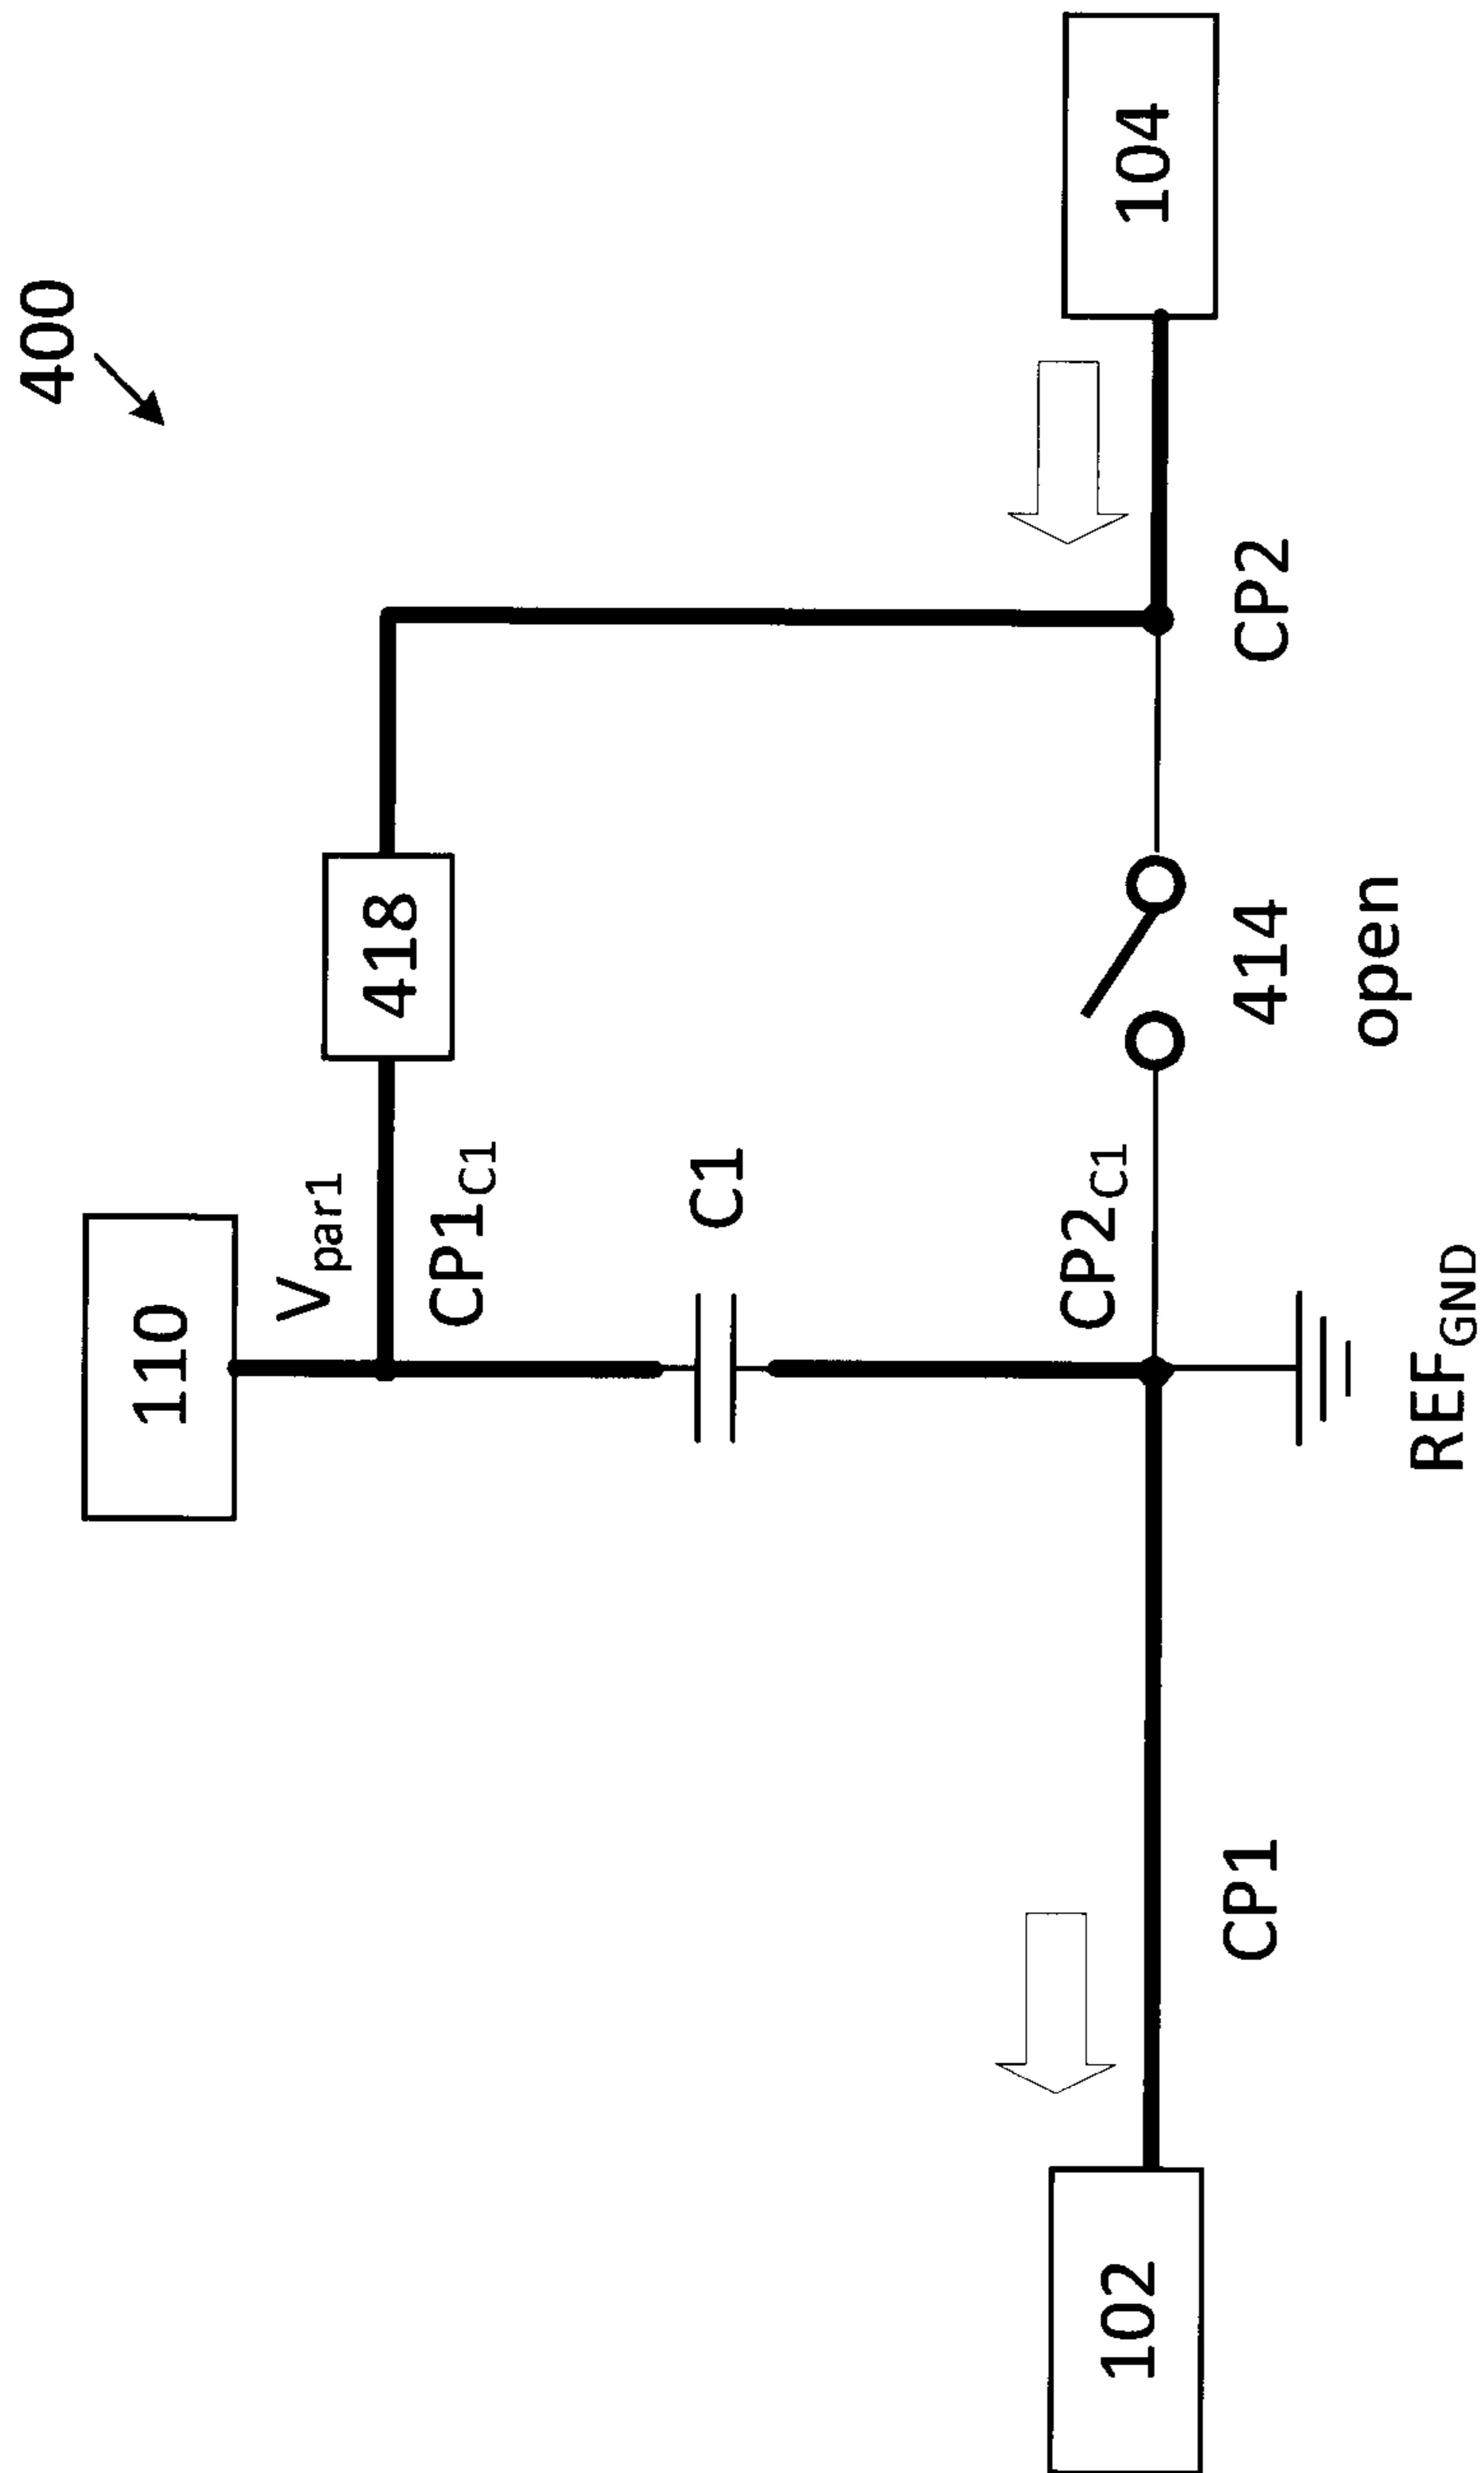 400
110
V_par1
418
CP1_C1
C1
CP2_C1
102
104
CP1
414
CP2
open
REF_GND